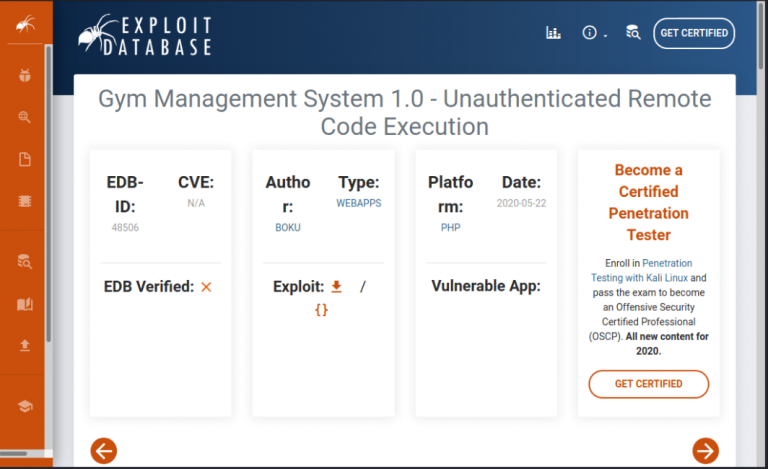 EXPLOIT
DATABASE
GET CERTIFIED
Gym Management System 1.0 - Unauthenticated Remote
Code Execution
EDB-
ID:
48506
CVE:
N/A
EDB Verified:
Autho
r:
BOKU
Type:
WEBAPPS
Exploit: /
{}
Platfo
rm:
PHP
Date:
2020-05-22
Vulnerable App:
Become a
Certified
Penetration
Tester
Enroll in Penetration
Testing with Kali Linux and
pass the exam to become
an Offensive Security
Certified Professional
(OSCP). All new content for
2020.
GET CERTIFIED